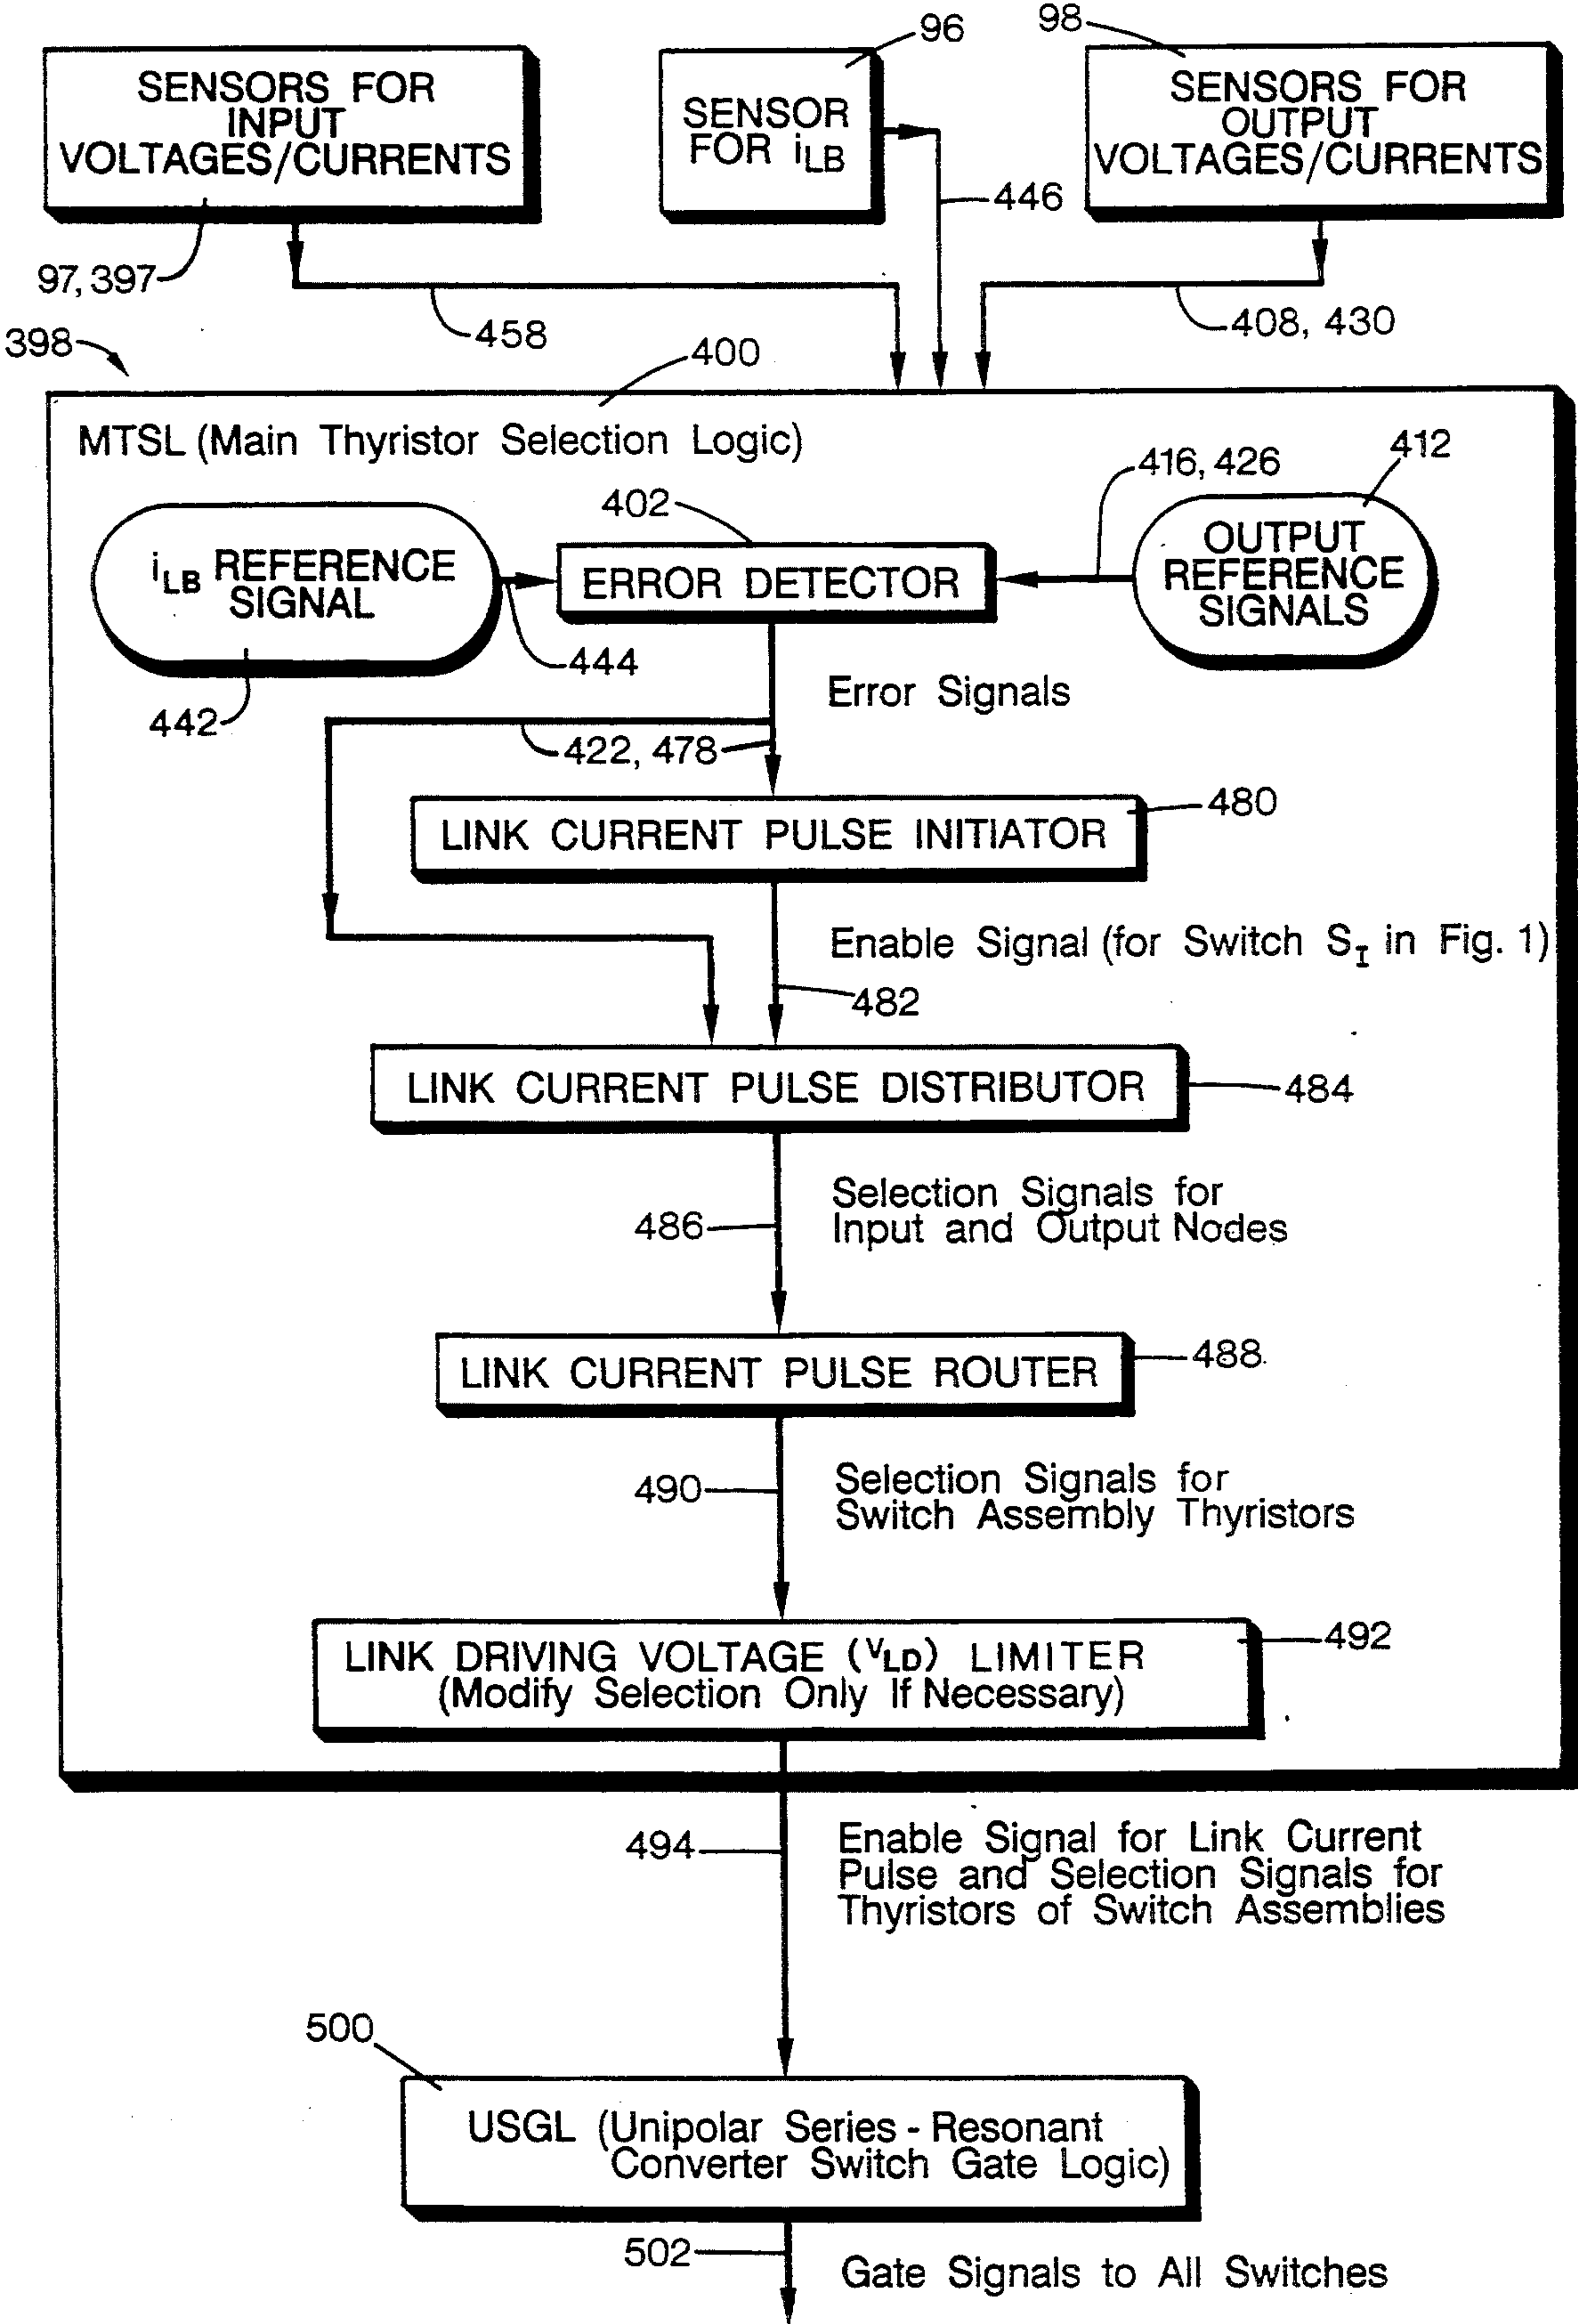 96
98
SENSORS FOR
INPUT
VOLTAGES/CURRENTS
SENSOR
FOR iLB
SENSORS FOR
OUTPUT
VOLTAGES/CURRENTS
446
97, 397
458
408, 430
398
400
MTSL (Main Thyristor Selection Logic)
412
416, 426
402
iLB REFERENCE
SIGNAL
ERROR DETECTOR
OUTPUT
REFERENCE
SIGNALS
444
442
Error Signals
422, 478
480
LINK CURRENT PULSE INITIATOR
Enable Signal (for Switch SI in Fig. 1)
482
LINK CURRENT PULSE DISTRIBUTOR
484
486
Selection Signals for
Input and Output Nodes
488
LINK CURRENT PULSE ROUTER
490
Selection Signals for
Switch Assembly Thyristors
492
LINK DRIVING VOLTAGE (VLD) LIMITER
(Modify Selection Only If Necessary)
494
Enable Signal for Link Current
Pulse and Selection Signals for
Thyristors of Switch Assemblies
500
USGL (Unipolar Series - Resonant
Converter Switch Gate Logic)
502
Gate Signals to All Switches